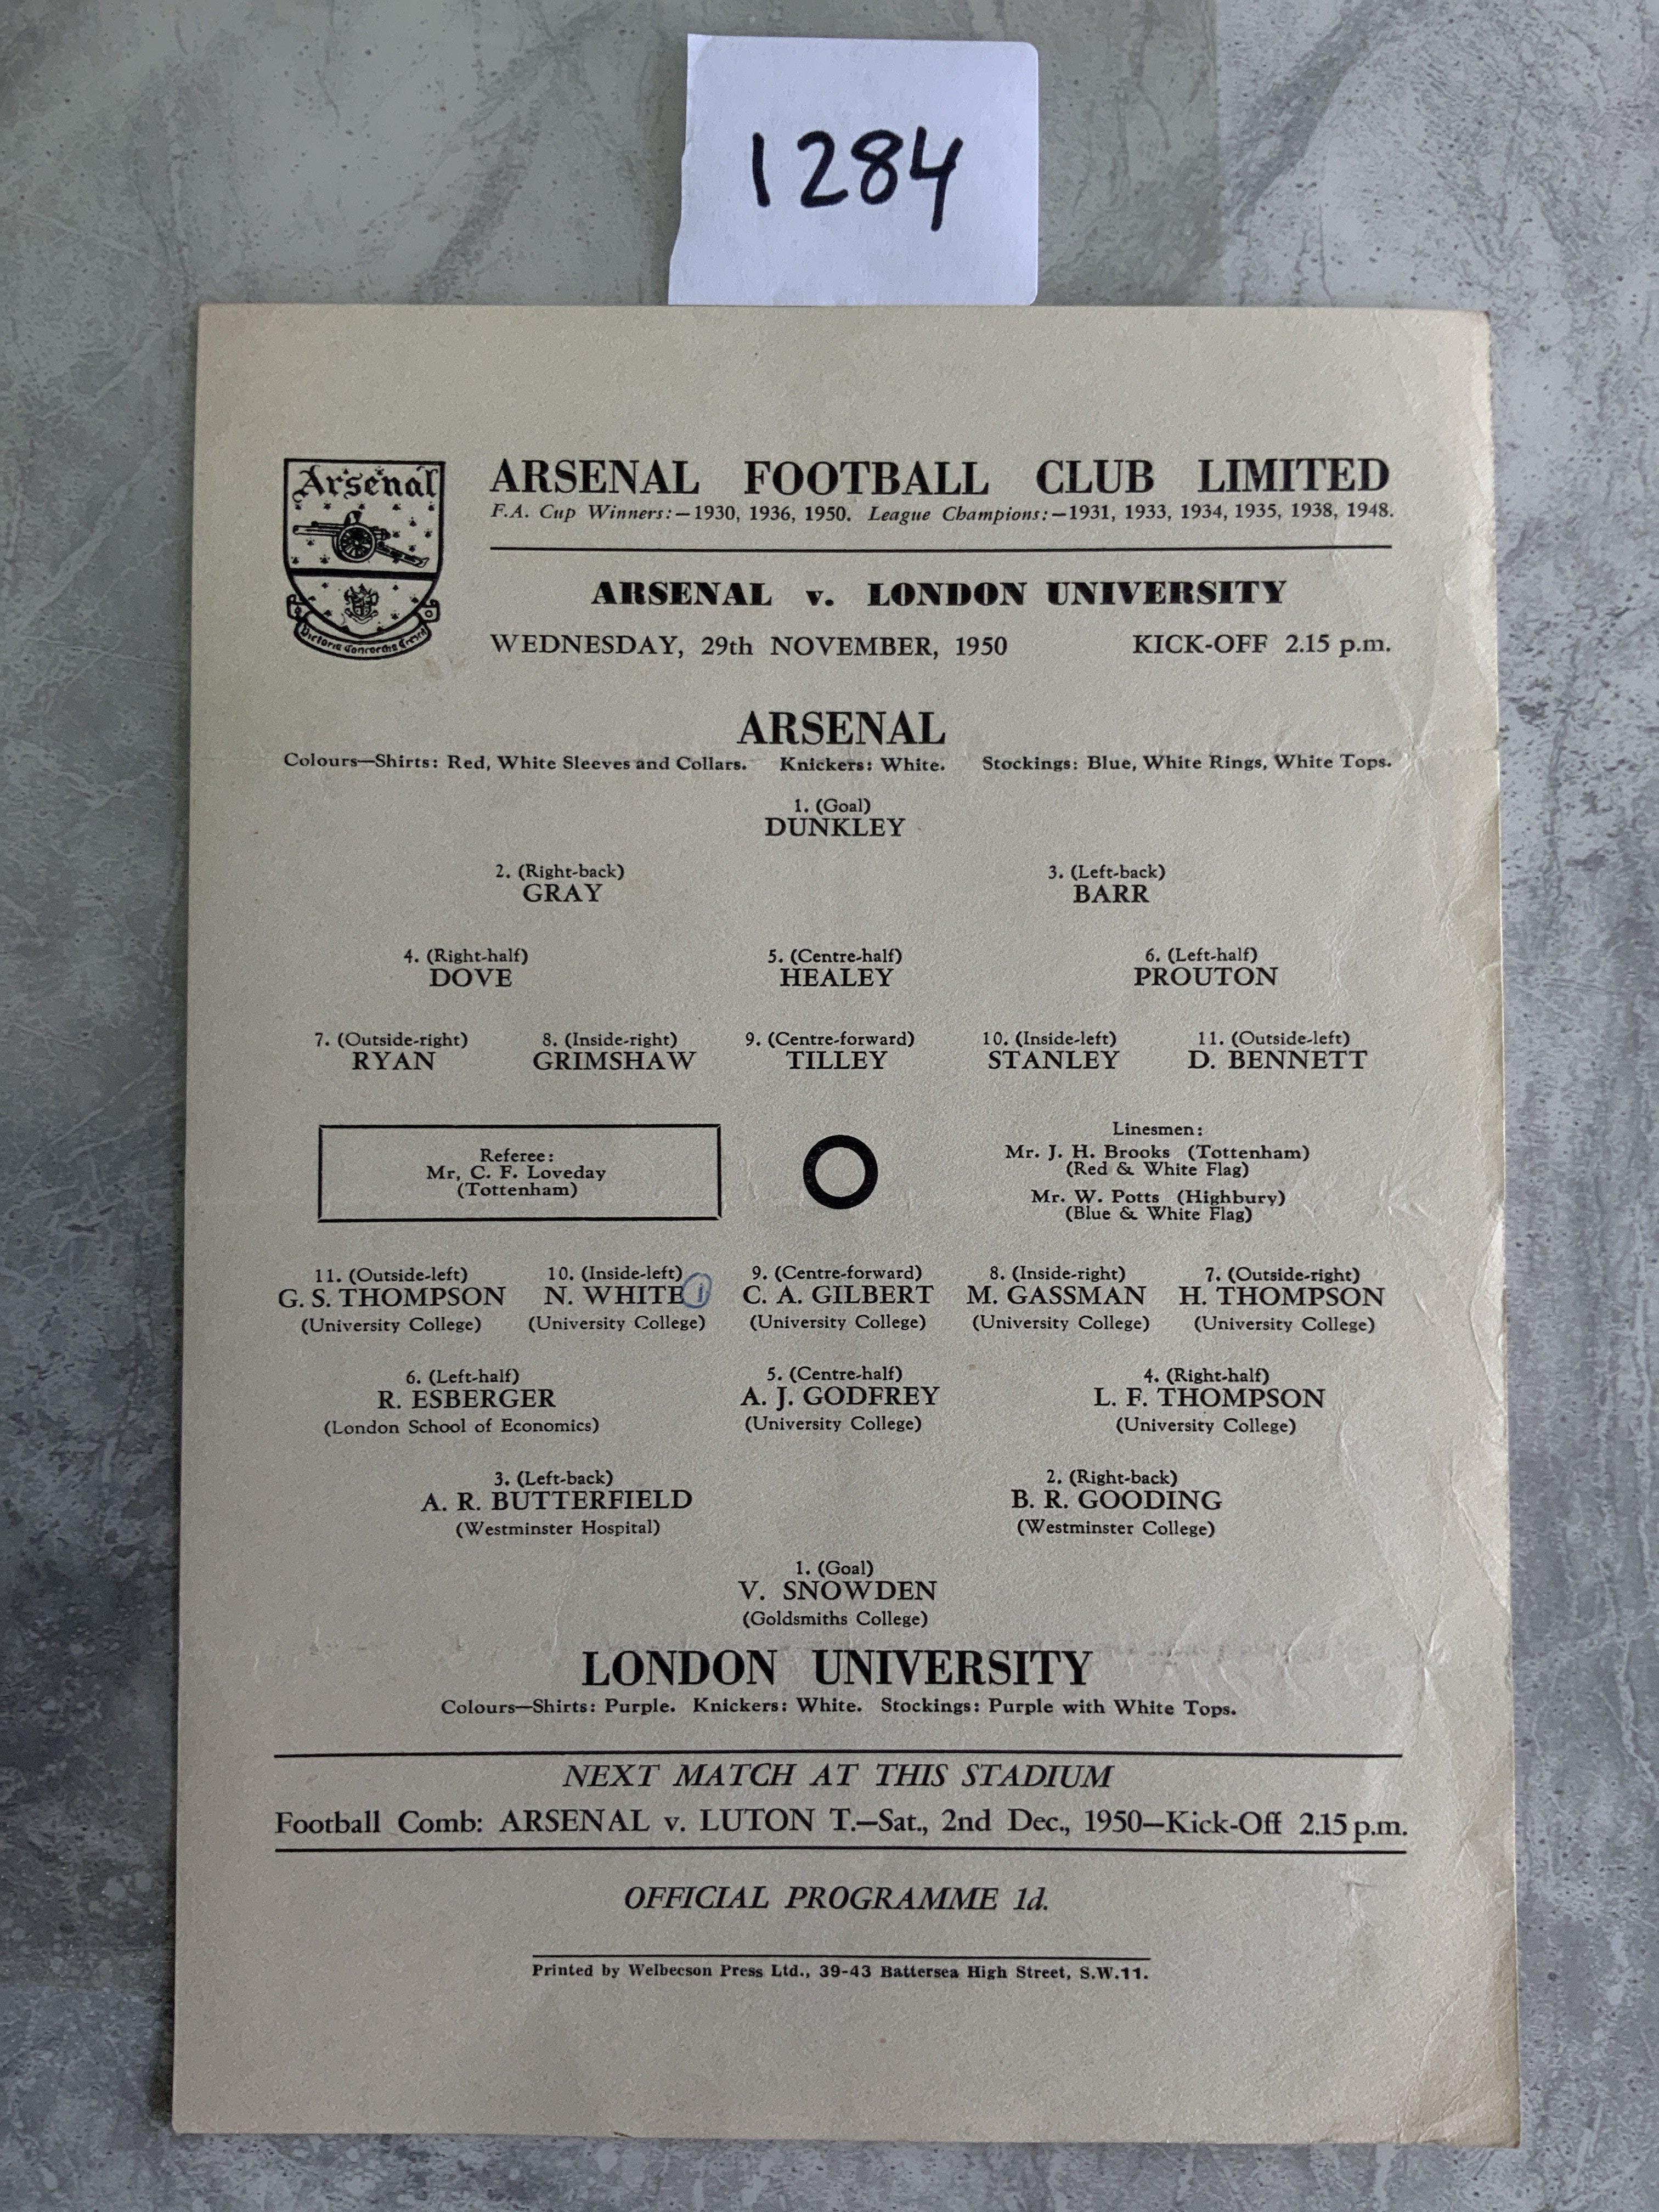 1284
Arsenal
Victoria Concordia Crescit
ARSENAL FOOTBALL CLUB LIMITED
F.A. Cup Winners:—1930, 1936, 1950. League Champions:—1931, 1933, 1934, 1935, 1938, 1948.
ARSENAL v. LONDON UNIVERSITY
WEDNESDAY, 29th NOVEMBER, 1950 KICK-OFF 2.15 p.m.
ARSENAL
Colours—Shirts: Red, White Sleeves and Collars. Knickers: White. Stockings: Blue, White Rings, White Tops.
1. (Goal)
DUNKLEY
2. (Right-back) 3. (Left-back)
GRAY BARR
4. (Right-half) 5. (Centre-half) 6. (Left-half)
DOVE HEALEY PROUTON
7. (Outside-right) 8. (Inside-right) 9. (Centre-forward) 10. (Inside-left) 11. (Outside-left)
RYAN GRIMSHAW TILLEY STANLEY D. BENNETT
Referee:
Mr, C. F. Loveday
(Tottenham)
Linesmen:
Mr. J. H. Brooks (Tottenham)
(Red & White Flag)
Mr. W. Potts (Highbury)
(Blue & White Flag)
11. (Outside-left) 10. (Inside-left) 9. (Centre-forward) 8. (Inside-right) 7. (Outside-right)
G. S. THOMPSON N. WHITE 1 C. A. GILBERT M. GASSMAN H. THOMPSON
(University College) (University College) (University College) (University College) (University College)
6. (Left-half) 5. (Centre-half) 4. (Right-half)
R. ESBERGER A. J. GODFREY L. F. THOMPSON
(London School of Economics) (University College) (University College)
3. (Left-back) 2. (Right-back)
A. R. BUTTERFIELD B. R. GOODING
(Westminster Hospital) (Westminster College)
1. (Goal)
V. SNOWDEN
(Goldsmiths College)
LONDON UNIVERSITY
Colours—Shirts: Purple. Knickers: White. Stockings: Purple with White Tops.
NEXT MATCH AT THIS STADIUM
Football Comb: ARSENAL v. LUTON T.—Sat., 2nd Dec., 1950—Kick-Off 2.15 p.m.
OFFICIAL PROGRAMME 1d.
Printed by Welbecson Press Ltd., 39-43 Battersea High Street, S.W.11.